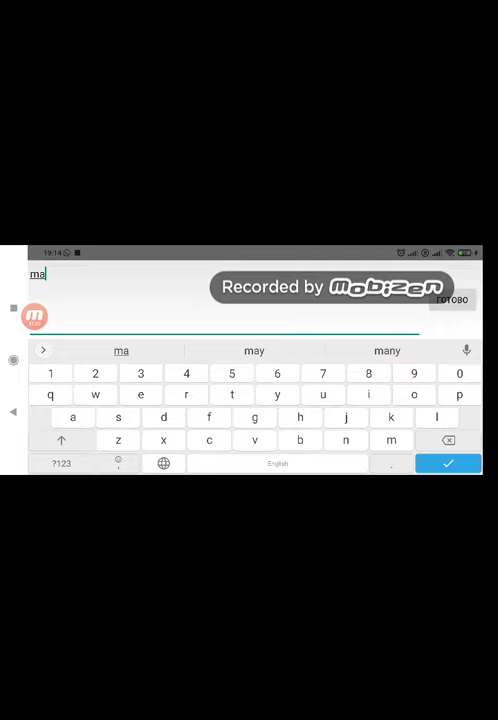 19:14
ma
Recorded by mobizen
ГОТОВО
ma may many
1 2 3 4 5 6 7 8 9 0
q w e r t y u i o p
a s d f g h j k l
z x c v b n m
?123 , English .